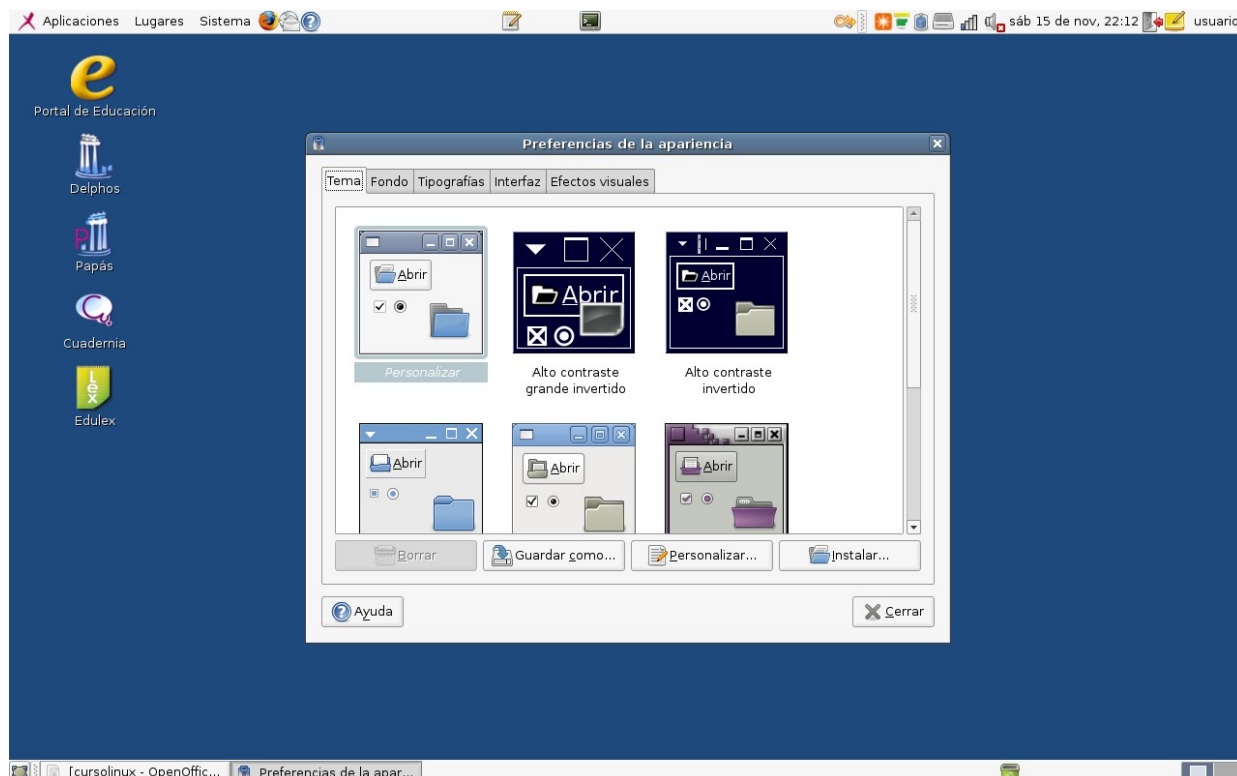 Aplicaciones Lugares Sistema sáb 15 de nov, 22:12 usuario
Portal de Educación
Delphos
Papás
Cuadernia
Edulex
Preferencias de la apariencia
Tema Fondo Tipografías Interfaz Efectos visuales
Abrir Abrir Abrir
Personalizar Alto contraste grande invertido Alto contraste invertido
Abrir Abrir Abrir
Borrar Guardar como... Personalizar... Instalar...
Ayuda Cerrar
[cursolinux - OpenOffic... Preferencias de la apar...